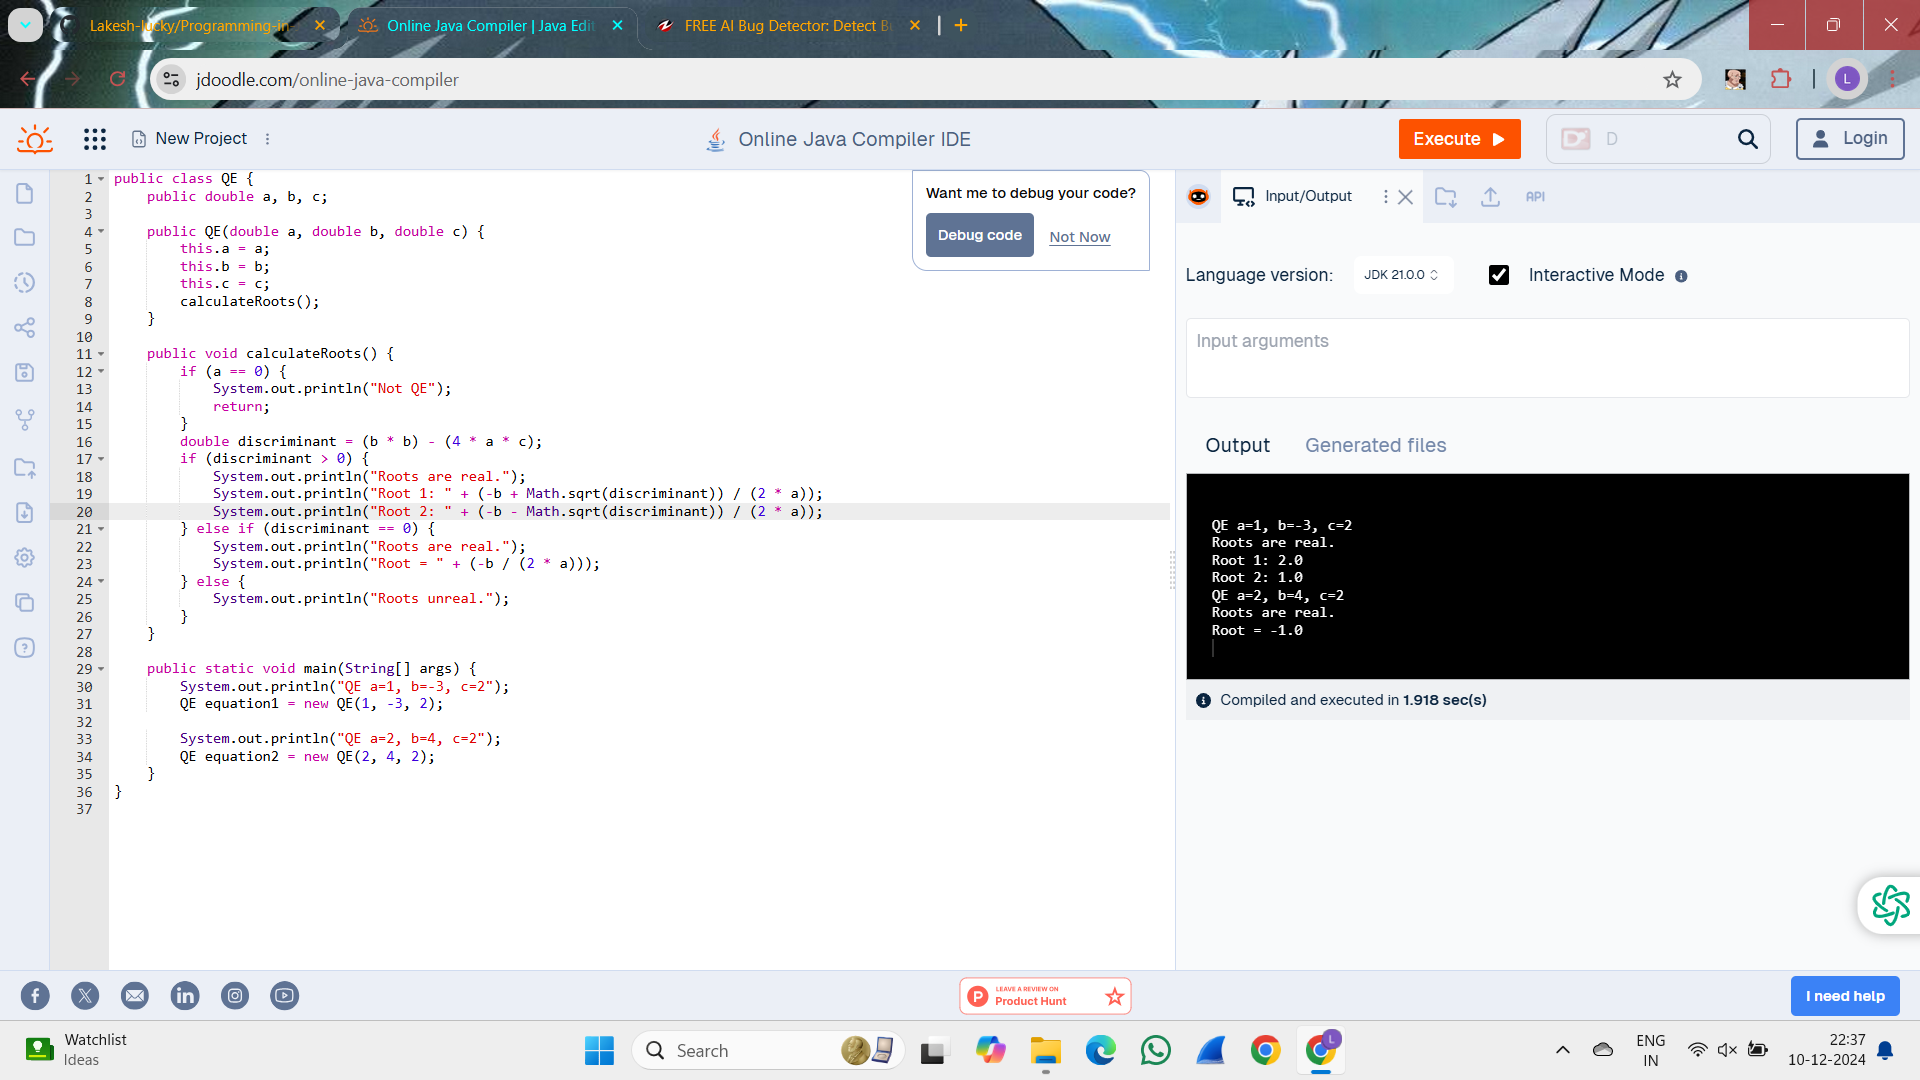 Lakesh-lucky/Programming-in
Online Java Compiler | Java Edit
FREE AI Bug Detector: Detect B
jdoodle.com/online-java-compiler
L
New Project
Online Java Compiler IDE
Execute
D
Login
1 public class QE {
2     public double a, b, c;
3
4     public QE(double a, double b, double c) {
5         this.a = a;
6         this.b = b;
7         this.c = c;
8         calculateRoots();
9     }
10
11     public void calculateRoots() {
12         if (a == 0) {
13             System.out.println("Not QE");
14             return;
15         }
16         double discriminant = (b * b) - (4 * a * c);
17         if (discriminant > 0) {
18             System.out.println("Roots are real.");
19             System.out.println("Root 1: " + (-b + Math.sqrt(discriminant)) / (2 * a));
20             System.out.println("Root 2: " + (-b - Math.sqrt(discriminant)) / (2 * a));
21         } else if (discriminant == 0) {
22             System.out.println("Roots are real.");
23             System.out.println("Root = " + (-b / (2 * a)));
24         } else {
25             System.out.println("Roots unreal.");
26         }
27     }
28
29     public static void main(String[] args) {
30         System.out.println("QE a=1, b=-3, c=2");
31         QE equation1 = new QE(1, -3, 2);
32
33         System.out.println("QE a=2, b=4, c=2");
34         QE equation2 = new QE(2, 4, 2);
35     }
36 }
37
Want me to debug your code?
Debug code
Not Now
Input/Output
API
Language version:
JDK 21.0.0
Interactive Mode
Input arguments
Output
Generated files
QE a=1, b=-3, c=2
Roots are real.
Root 1: 2.0
Root 2: 1.0
QE a=2, b=4, c=2
Roots are real.
Root = -1.0
Compiled and executed in 1.918 sec(s)
P
LEAVE A REVIEW ON
Product Hunt
I need help
Watchlist
Ideas
Search
L
ENG
IN
22:37
10-12-2024